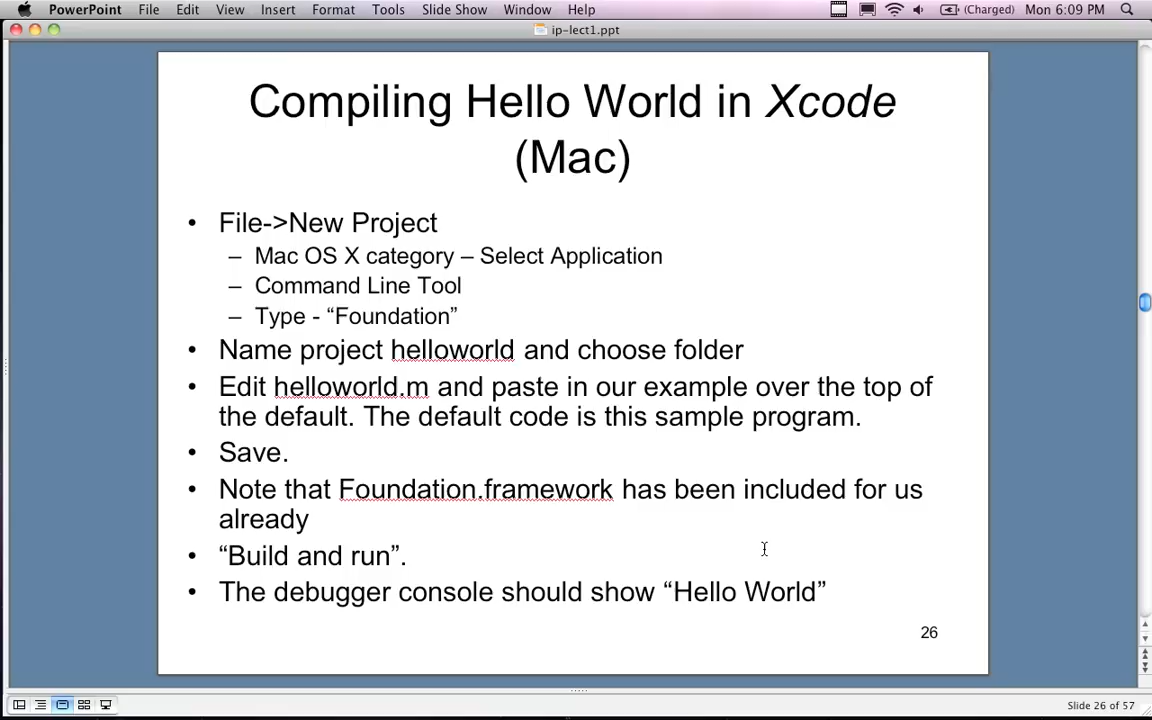 PowerPoint File Edit View Insert Format Tools Slide Show Window Help (Charged) Mon 6:09 PM
ip-lect1.ppt
Compiling Hello World in Xcode
(Mac)
• File->New Project
– Mac OS X category – Select Application
– Command Line Tool
– Type - “Foundation”
• Name project helloworld and choose folder
• Edit helloworld.m and paste in our example over the top of
the default. The default code is this sample program.
• Save.
• Note that Foundation.framework has been included for us
already
• “Build and run”.
• The debugger console should show “Hello World”
26
Slide 26 of 57